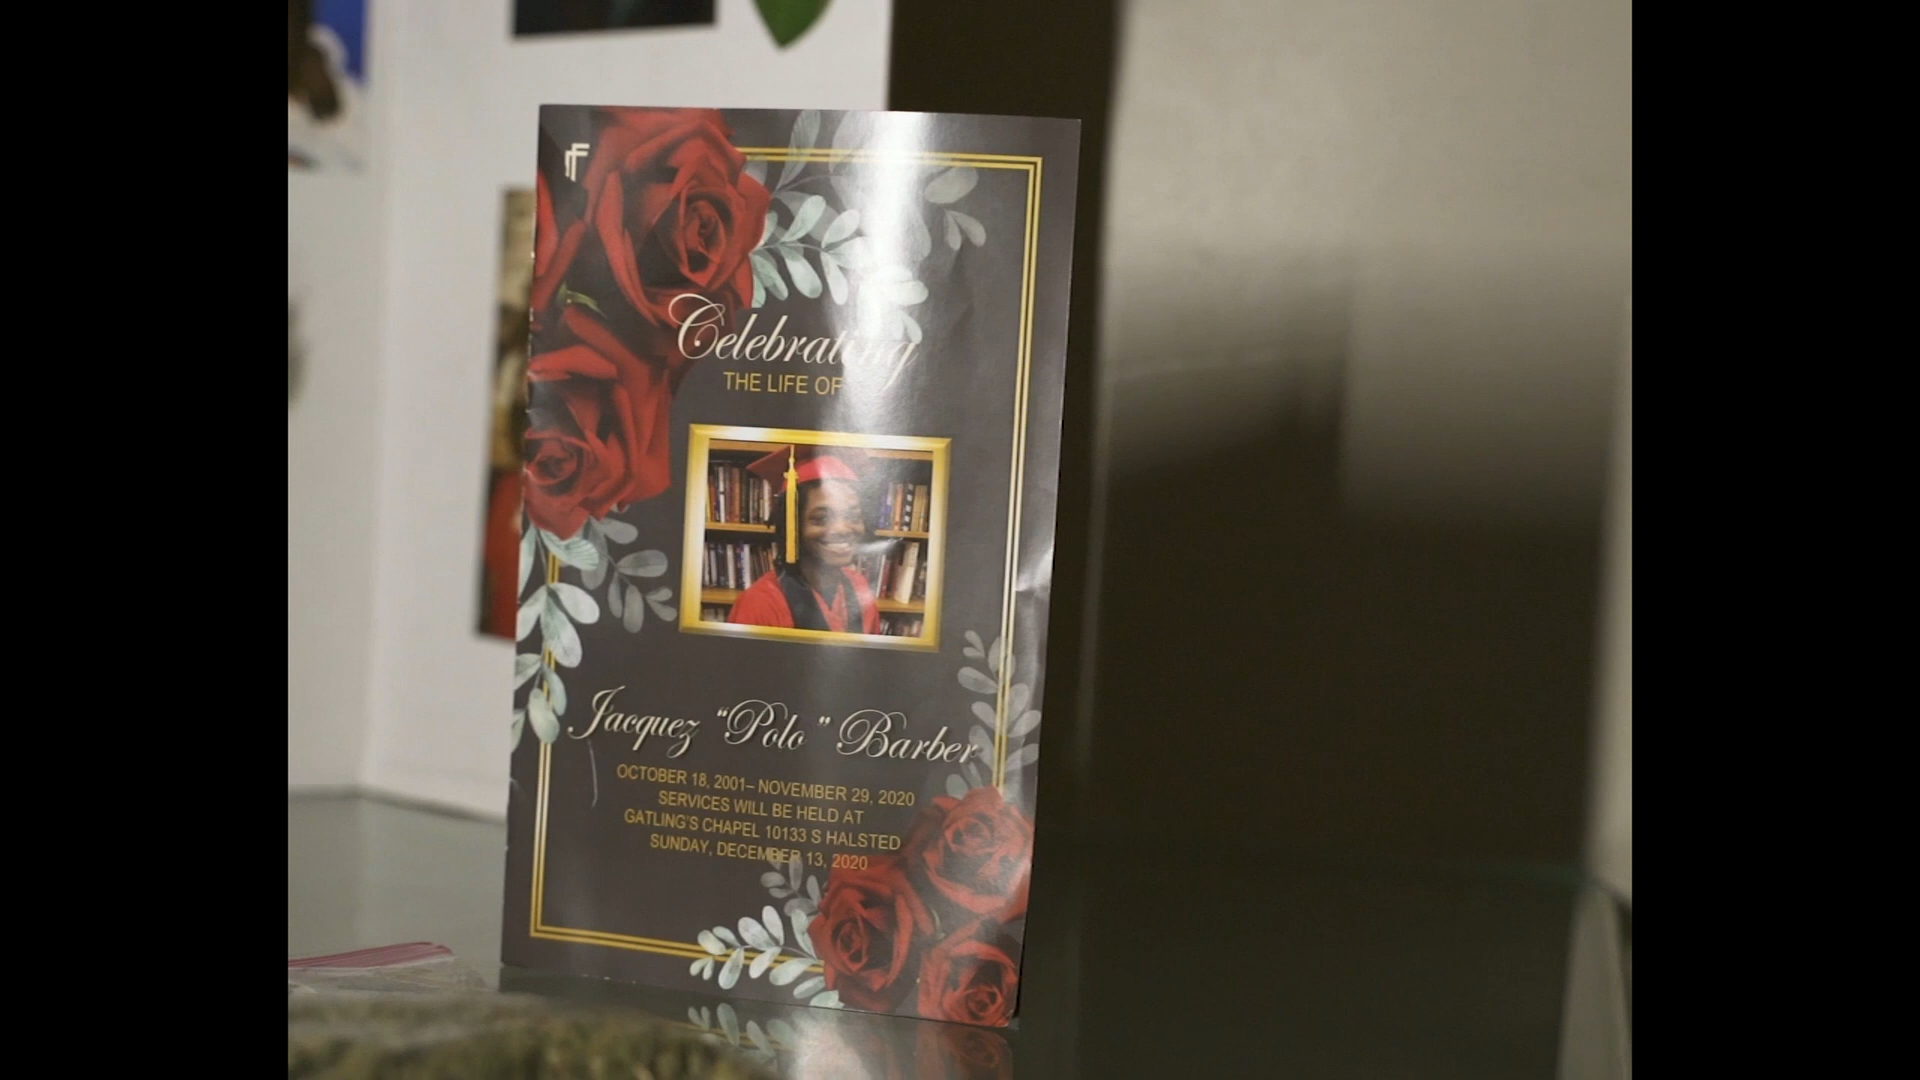 Celebrating
THE LIFE OF
Jacquez "Polo" Barber
OCTOBER 18, 2001– NOVEMBER 29, 2020
SERVICES WILL BE HELD AT
GATLING'S CHAPEL 10133 S HALSTED
SUNDAY, DECEMBER 13, 2020